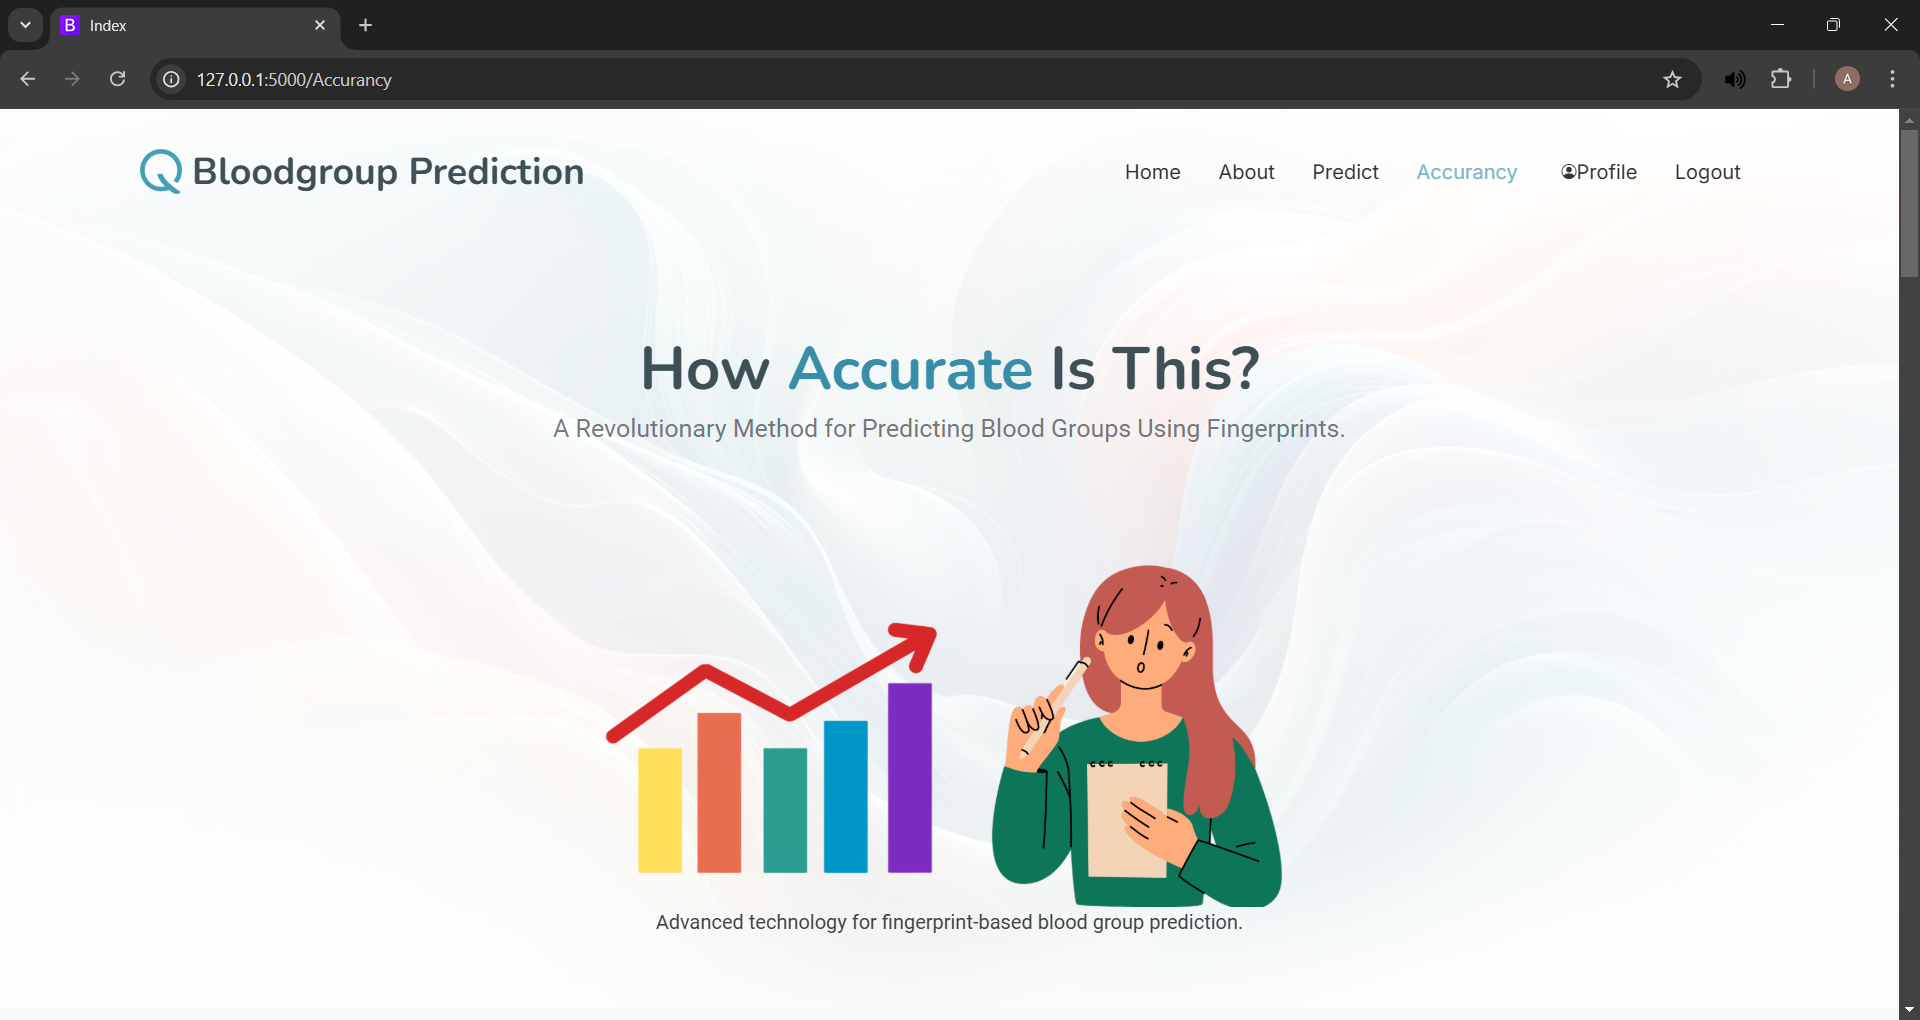 B Index
127.0.0.1:5000/Accurancy
A
Bloodgroup Prediction
Home About Predict Accurancy Profile Logout
How Accurate Is This?
A Revolutionary Method for Predicting Blood Groups Using Fingerprints.
Advanced technology for fingerprint-based blood group prediction.